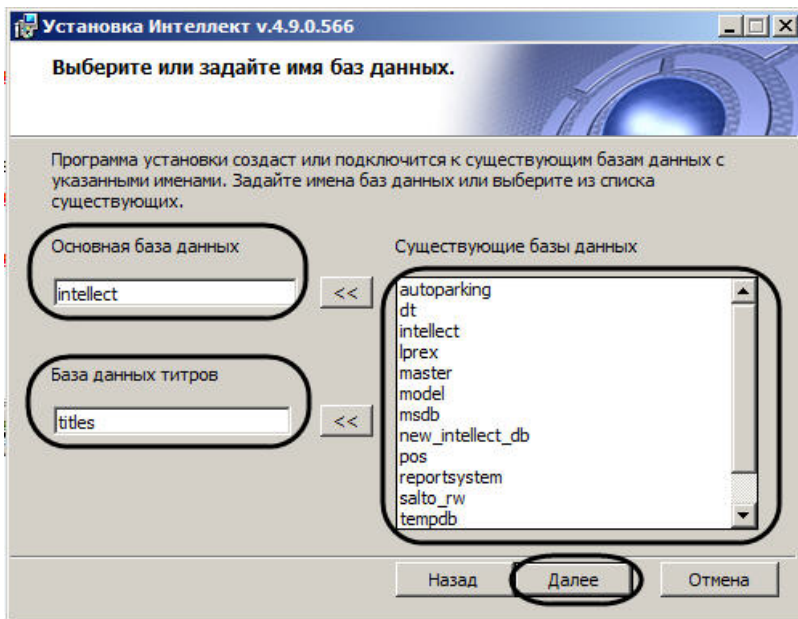 Установка Интеллект v.4.9.0.566
Выберите или задайте имя баз данных.
Программа установки создаст или подключится к существующим базам данных с
указанными именами. Задайте имена баз данных или выберите из списка
существующих.
Основная база данных
intellect
<<
База данных титров
titles
<<
Существующие базы данных
autoparking
dt
intellect
lprex
master
model
msdb
new_intellect_db
pos
reportsystem
salto_rw
tempdb
Назад
Далее
Отмена